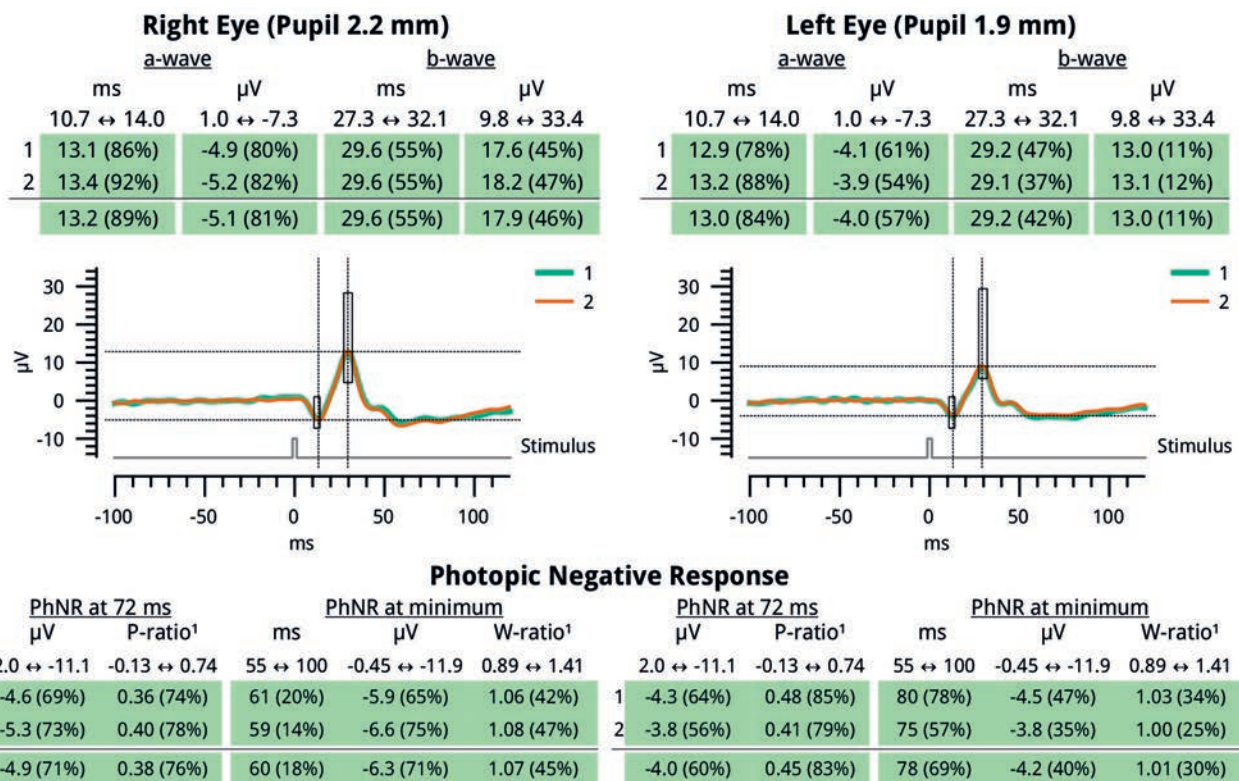 Right Eye (Pupil 2.2 mm)
a-wave b-wave
ms µV ms µV
10.7 ↔ 14.0 1.0 ↔ -7.3 27.3 ↔ 32.1 9.8 ↔ 33.4
1 13.1 (86%) -4.9 (80%) 29.6 (55%) 17.6 (45%)
2 13.4 (92%) -5.2 (82%) 29.6 (55%) 18.2 (47%)
13.2 (89%) -5.1 (81%) 29.6 (55%) 17.9 (46%)
30
20
10
0
-10
µV
1
2
Stimulus
-100 -50 0 50 100
ms
Left Eye (Pupil 1.9 mm)
a-wave b-wave
ms µV ms µV
10.7 ↔ 14.0 1.0 ↔ -7.3 27.3 ↔ 32.1 9.8 ↔ 33.4
1 12.9 (78%) -4.1 (61%) 29.2 (47%) 13.0 (11%)
2 13.2 (88%) -3.9 (54%) 29.1 (37%) 13.1 (12%)
13.0 (84%) -4.0 (57%) 29.2 (42%) 13.0 (11%)
30
20
10
0
-10
µV
1
2
Stimulus
-100 -50 0 50 100
ms
Photopic Negative Response
PhNR at 72 ms PhNR at minimum
µV P-ratio¹ ms µV W-ratio¹
2.0 ↔ -11.1 -0.13 ↔ 0.74 55 ↔ 100 -0.45 ↔ -11.9 0.89 ↔ 1.41
-4.6 (69%) 0.36 (74%) 61 (20%) -5.9 (65%) 1.06 (42%)
-5.3 (73%) 0.40 (78%) 59 (14%) -6.6 (75%) 1.08 (47%)
-4.9 (71%) 0.38 (76%) 60 (18%) -6.3 (71%) 1.07 (45%)
PhNR at 72 ms PhNR at minimum
µV P-ratio¹ ms µV W-ratio¹
2.0 ↔ -11.1 -0.13 ↔ 0.74 55 ↔ 100 -0.45 ↔ -11.9 0.89 ↔ 1.41
1 -4.3 (64%) 0.48 (85%) 80 (78%) -4.5 (47%) 1.03 (34%)
2 -3.8 (56%) 0.41 (79%) 75 (57%) -3.8 (35%) 1.00 (25%)
-4.0 (60%) 0.45 (83%) 78 (69%) -4.2 (40%) 1.01 (30%)